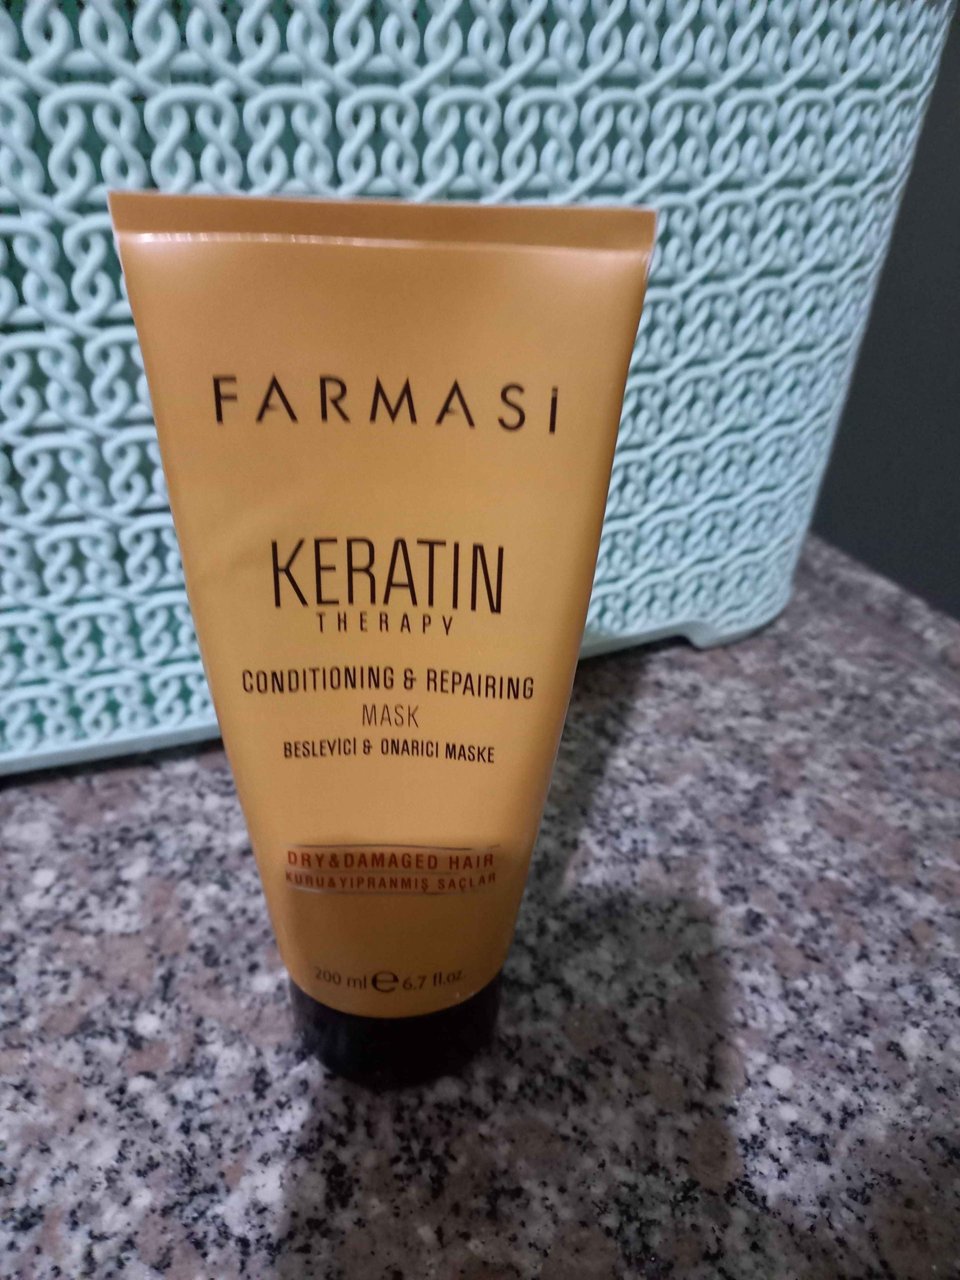 FARMASİ
KERATIN
THERAPY
CONDITIONING & REPAIRING
MASK
BESLEYİCİ & ONARICI MASKE
DRY&DAMAGED HAIR
KURU&YIPRANMIŞ SAÇLAR
200 ml ℮ 6.7 fl.oz.